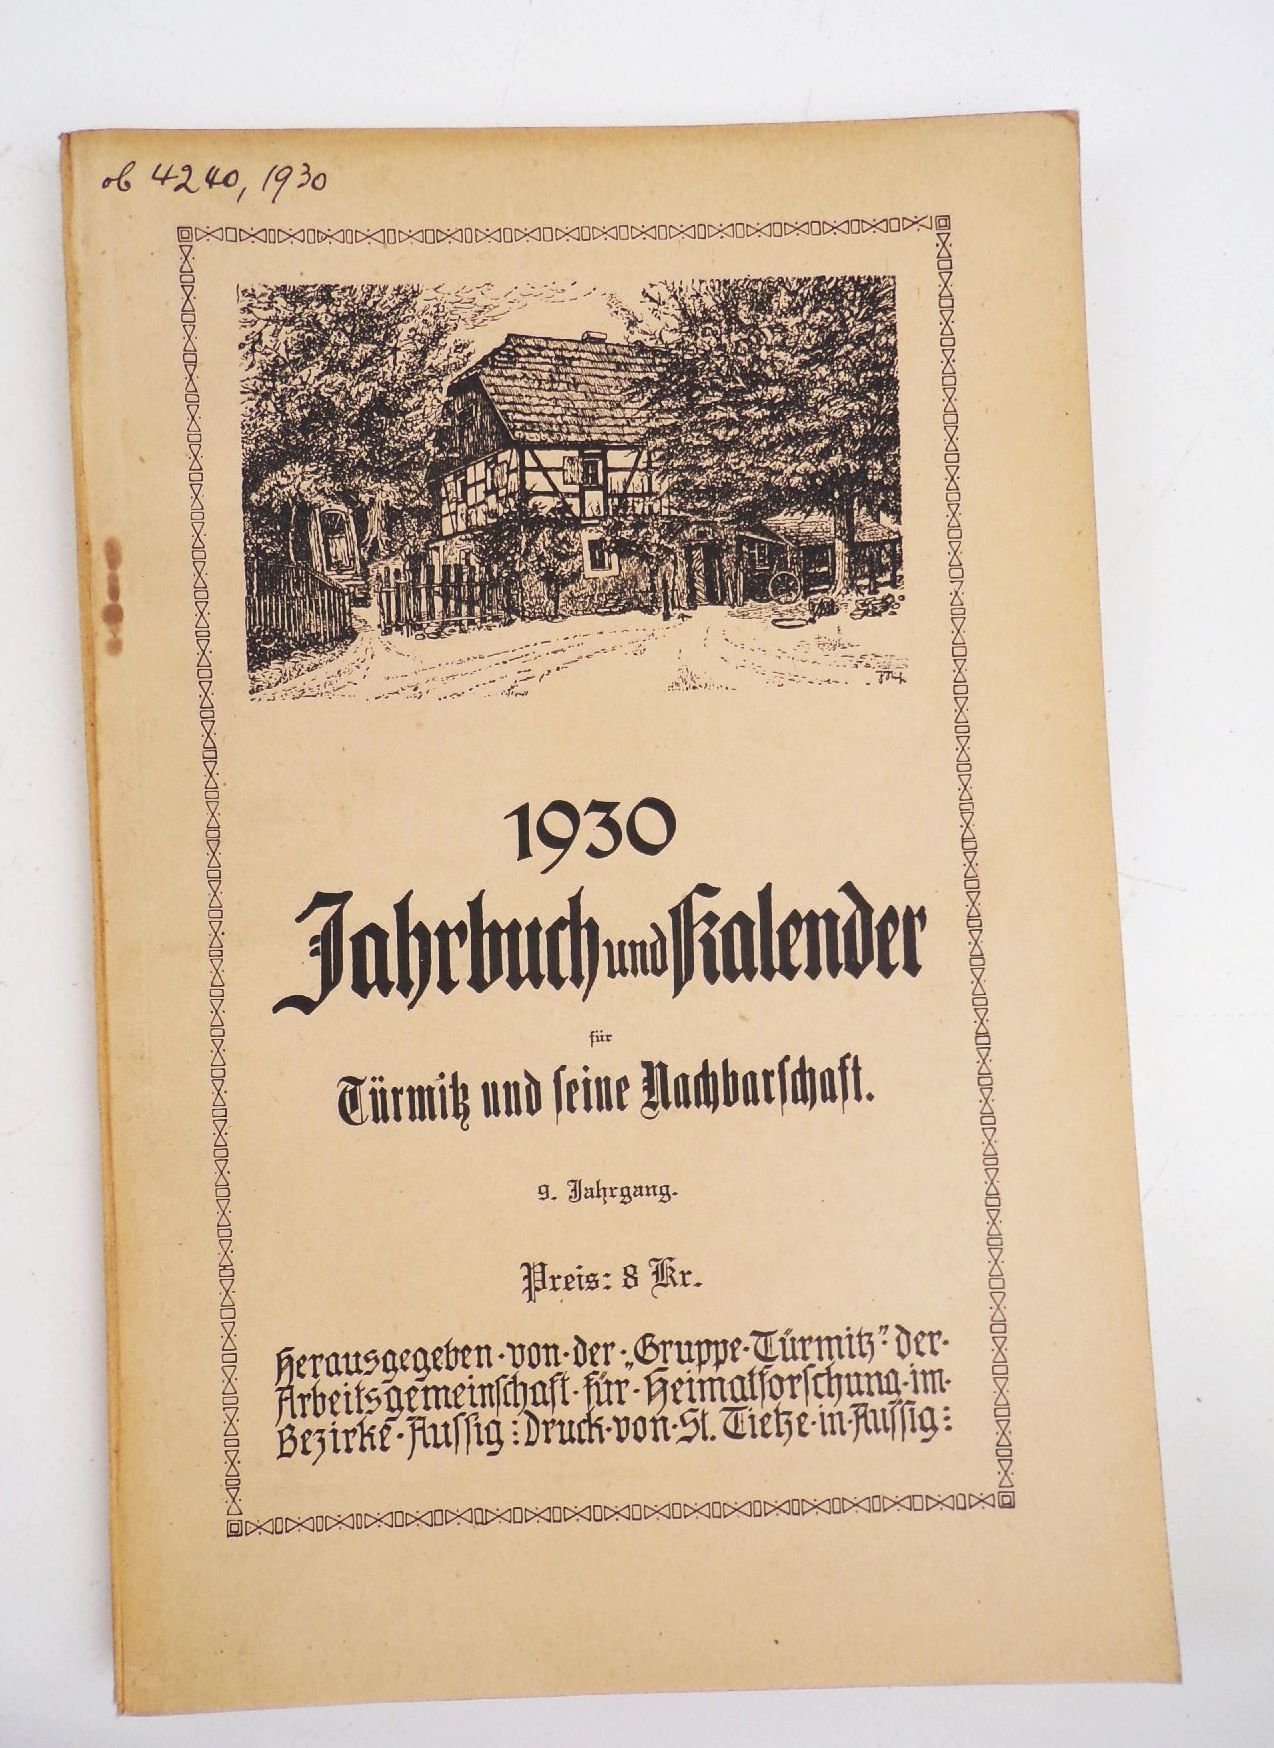 ob 4240, 1930
1930
Jahrbuch und Kalender
für
Türmitz und seine Nachbarschaft.
9. Jahrgang.
Preis: 8 Kr.
Herausgegeben·von·der·„Gruppe·Türmitz"·der·
Arbeitsgemeinschaft·für·Heimatforschung·im·
Bezirke·Aussig:Druck·von·St.Tietze·in·Aussig: